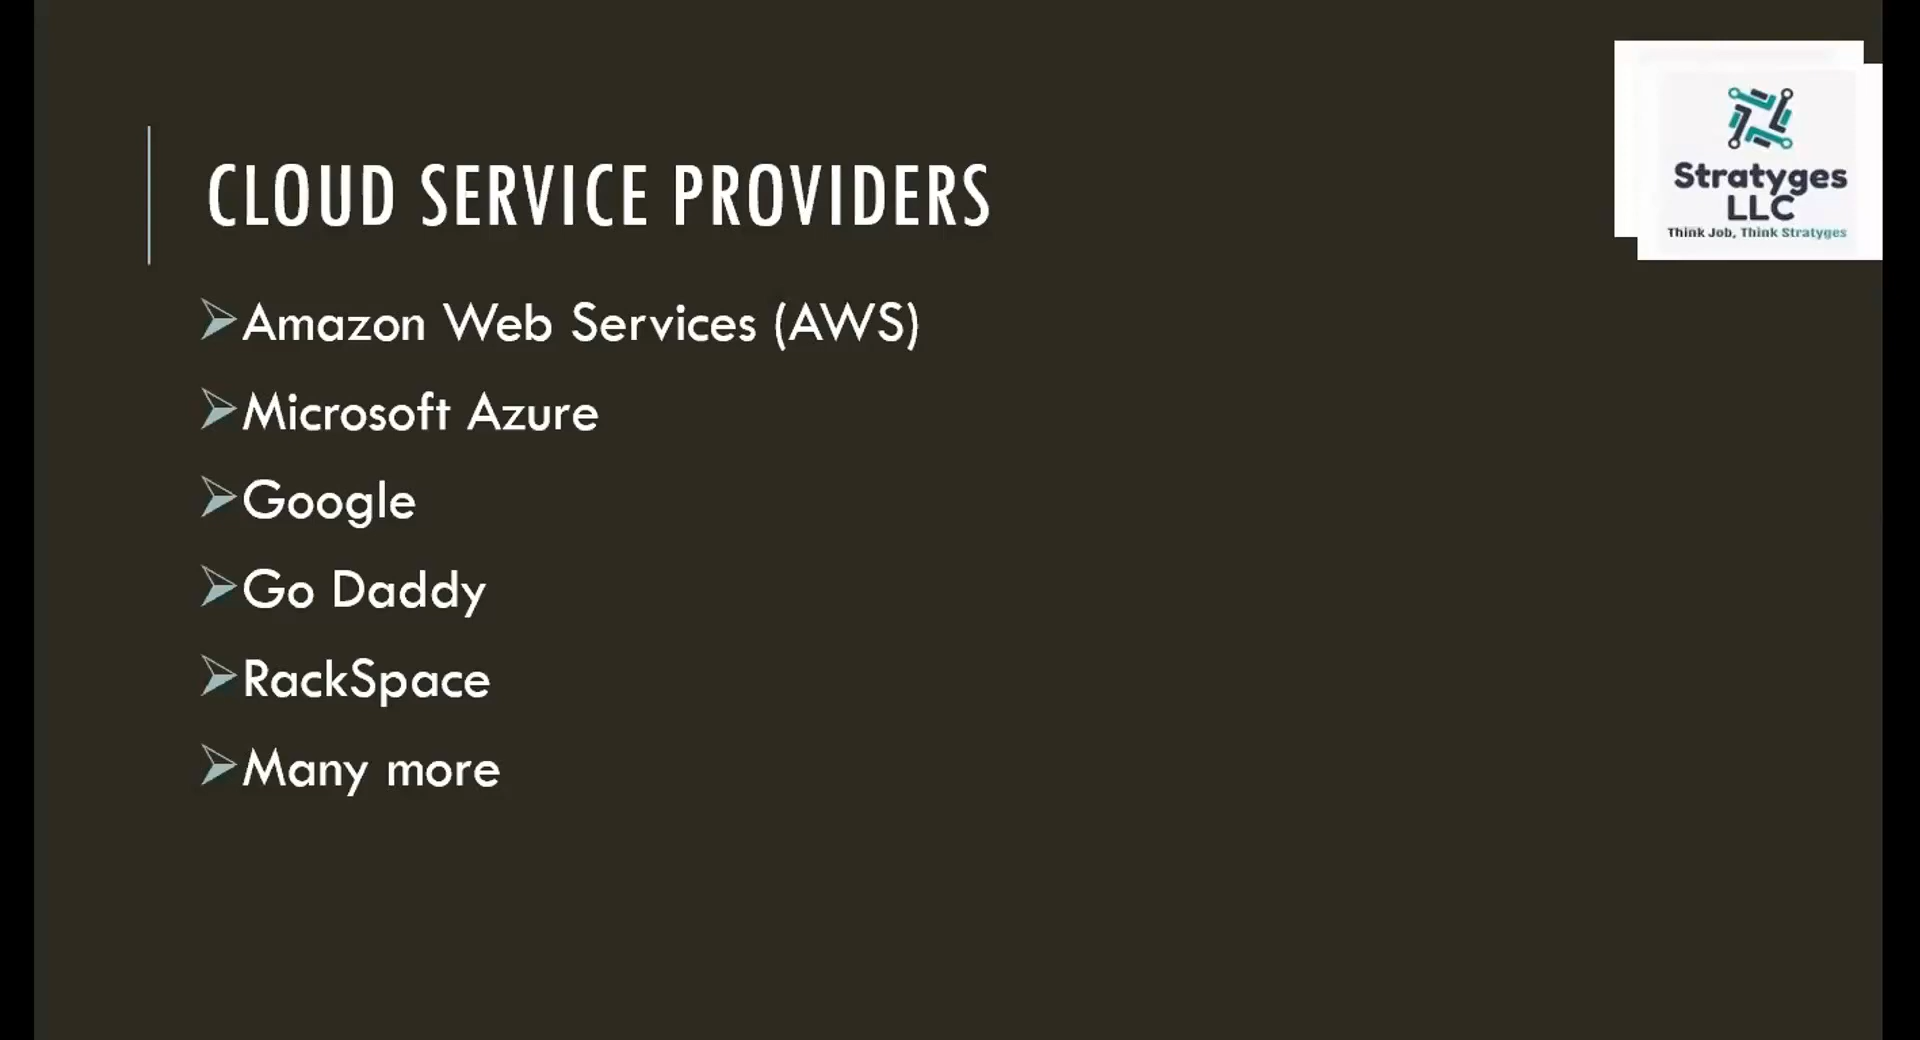 CLOUD SERVICE PROVIDERS
Stratyges
LLC
Think Job, Think Stratyges
Amazon Web Services (AWS)
Microsoft Azure
Google
Go Daddy
RackSpace
Many more